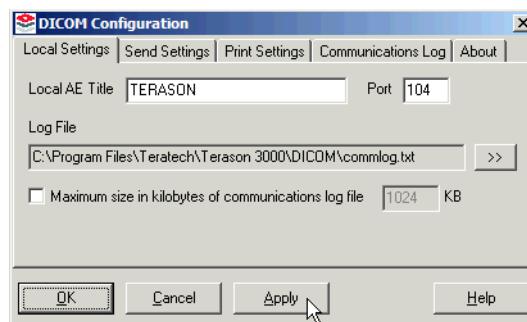 DICOM Configuration
Local Settings Send Settings Print Settings Communications Log About
Local AE Title TERASON Port 104
Log File
C:\Program Files\Teratech\Terason 3000\DICOM\commlog.txt >>
Maximum size in kilobytes of communications log file 1024 KB
OK Cancel Apply Help